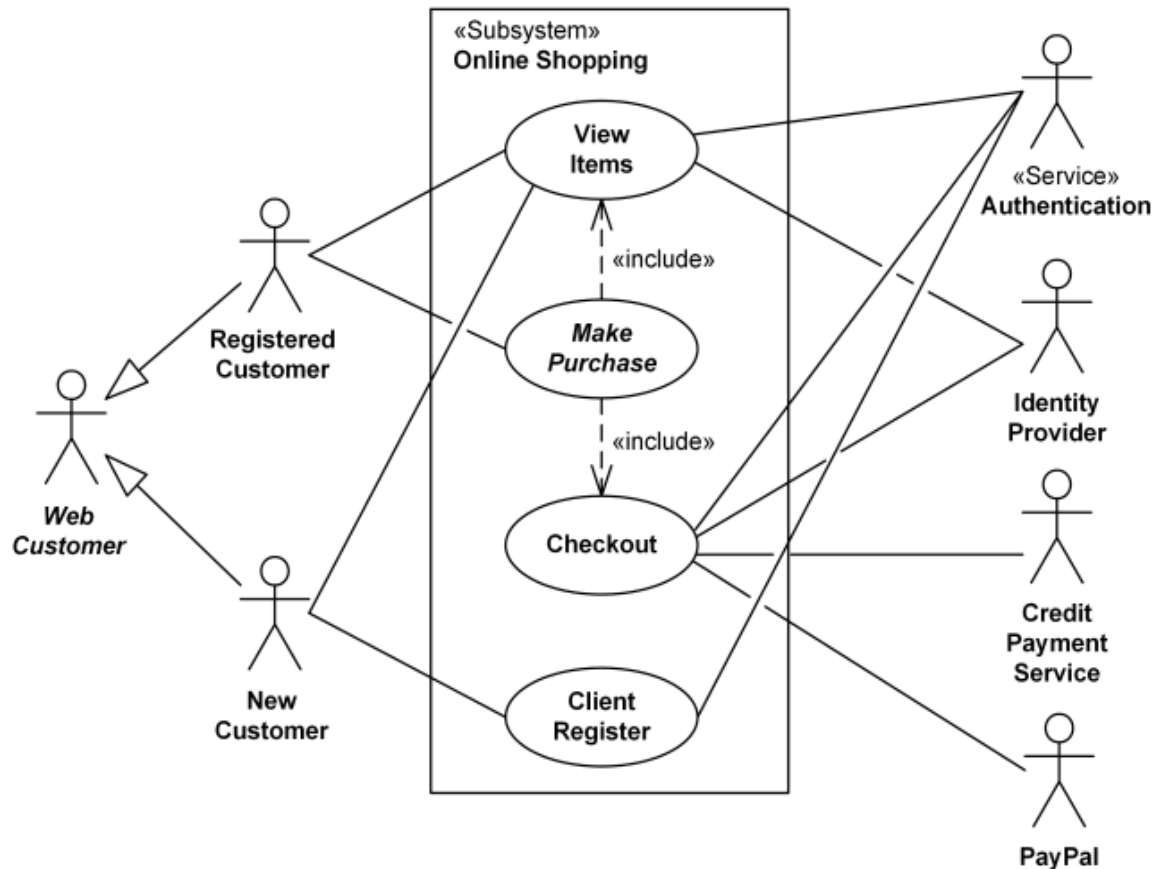 «Subsystem»
Online Shopping
View
Items
«Service»
Authentication
«include»
Registered
Customer
Make
Purchase
Identity
Provider
«include»
Web
Customer
Checkout
Credit
Payment
Service
New
Customer
Client
Register
PayPal